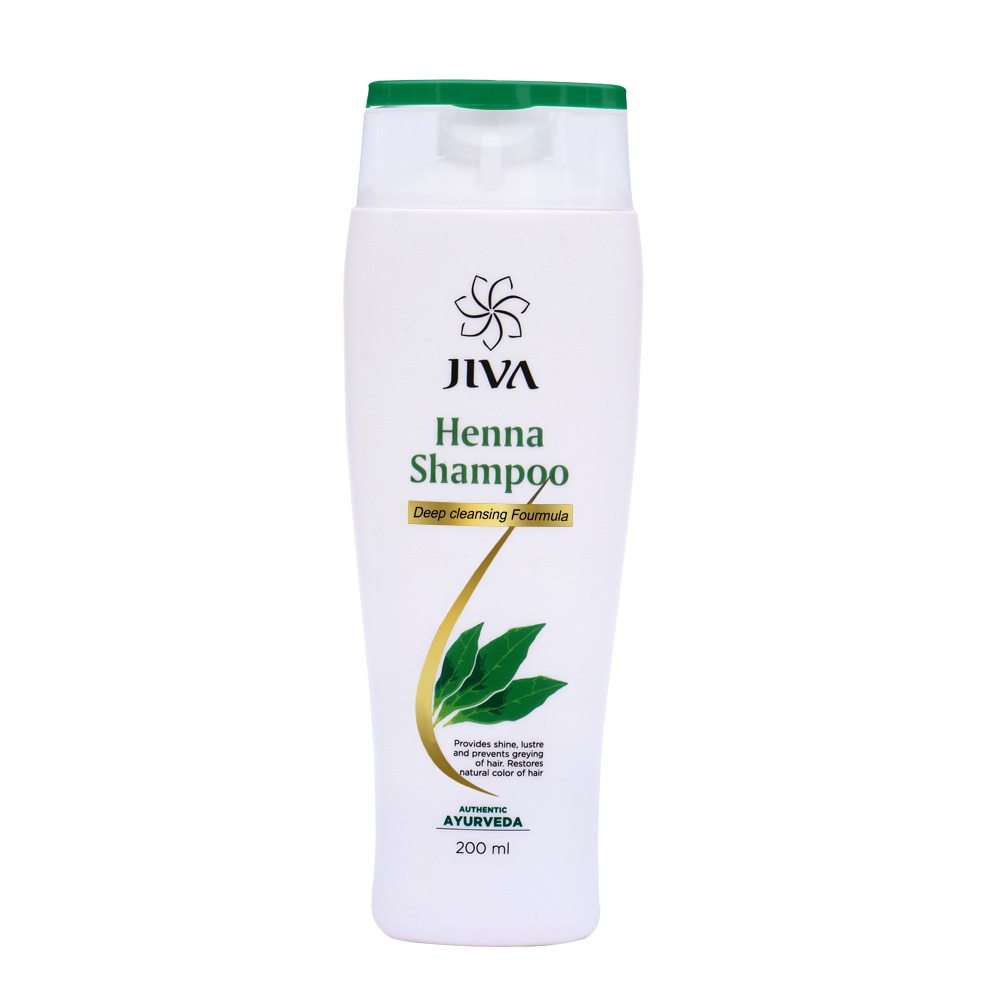 JIVA
Henna
Shampoo
Deep cleansing Fourmula
Provides shine, lustre
and prevents greying
of hair. Restores
natural color of hair
AUTHENTIC
AYURVEDA
200 ml